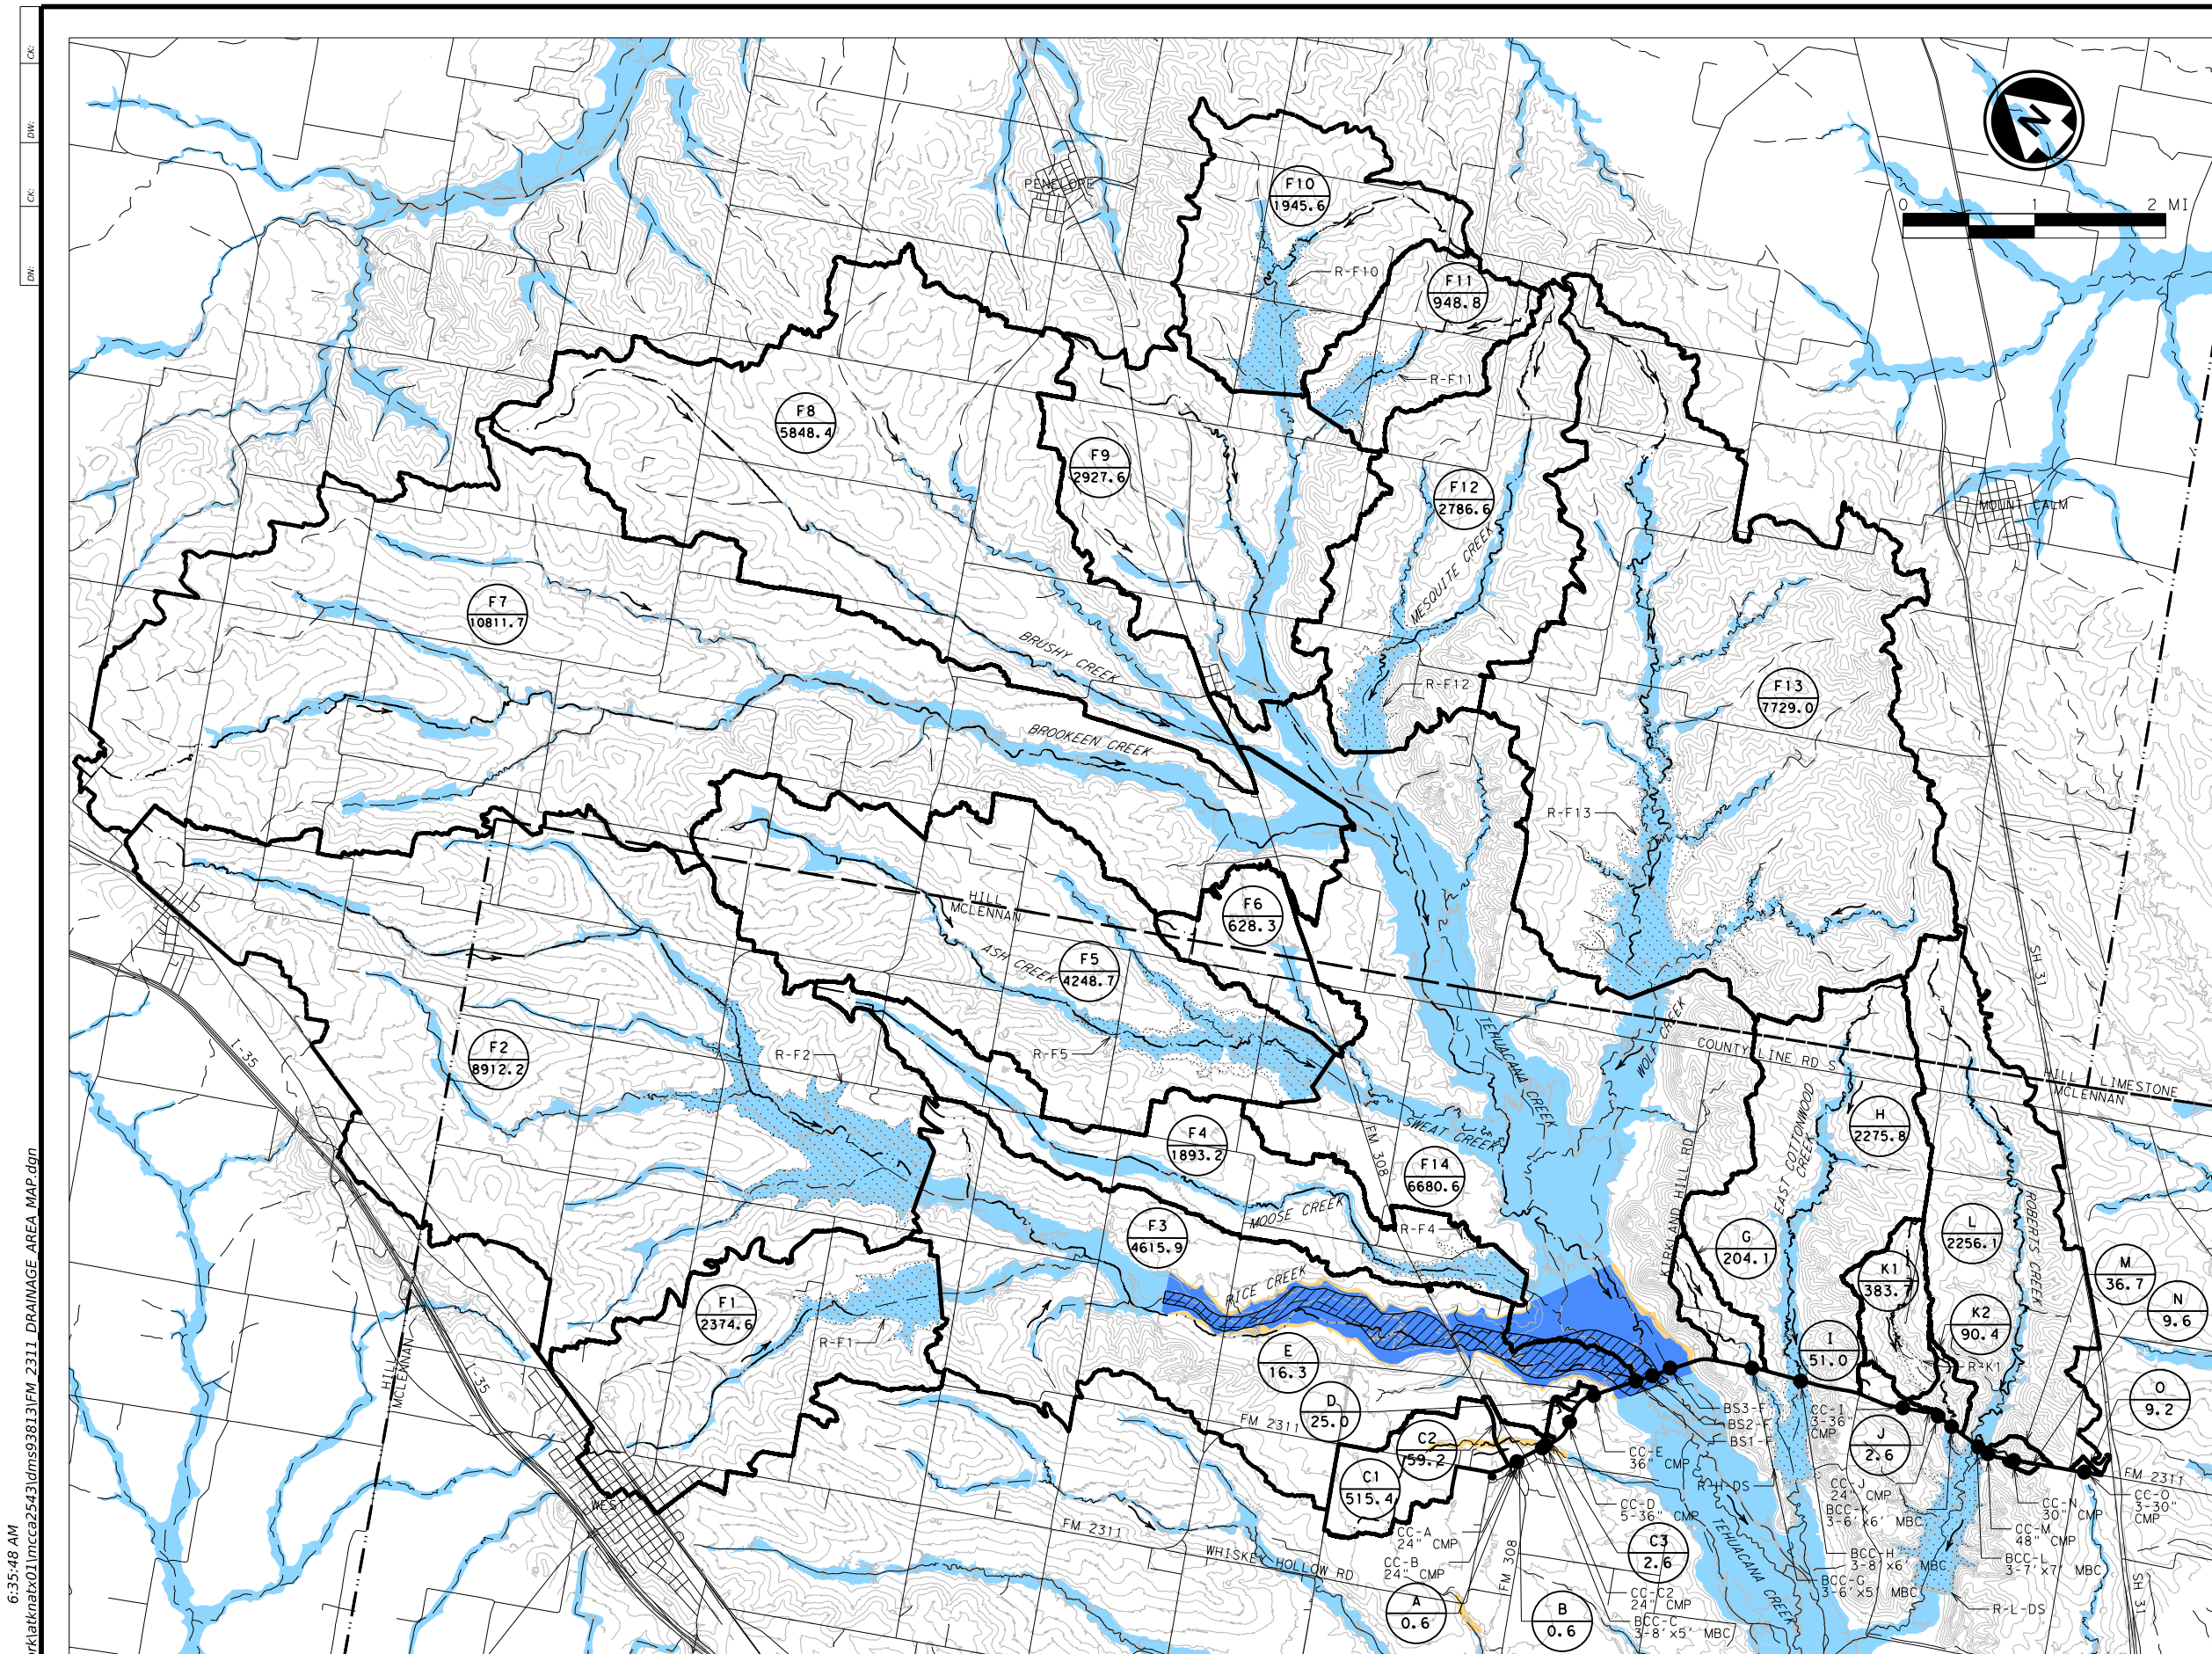 CK:
DW:
CK:
DN:
6:35:48 AM
rk\atknatx01\mcca2543\dms93813\FM_2311_DRAINAGE_AREA_MAP.dgn
N
0 1 2 MI
PENELOPE
F10
1945.6
R-F10
F11
948.8
R-F11
F8
5848.4
F9
2927.6
F12
2786.6
MESQUITE CREEK
MOUNT CALM
F7
10811.7
BRUSHY CREEK
R-F12
F13
7729.0
BROOKEEN CREEK
R-F13
HILL
MCLENNAN
F6
628.3
ASH CREEK
F5
4248.7
SH 31
F2
8912.2
I-35
R-F2
R-F5
TEHUACANA CREEK
WOLF CREEK
COUNTY LINE RD S
HILL
LIMESTONE
MCLENNAN
F4
1893.2
FM 308
SWEAT CREEK
F14
6680.6
KIRKLAND HILL RD
EAST COTTONWOOD
CREEK
H
2275.8
F3
4615.9
MOOSE CREEK
R-F4
G
204.1
L
2256.1
ROBERTS CREEK
K1
383.7
M
36.7
N
9.6
F1
2374.6
R-F1
RICE CREEK
K2
90.4
I
51.0
R-K1
E
16.3
HILL
MCLENNAN
I-35
D
25.0
FM 2311
C2
59.2
C1
515.4
BS3-F
BS2-F
BS1-F
CC-I
3-36"
CMP
J
2.6
O
9.2
CC-E
36" CMP
R-H-DS
CC-J
24" CMP
BCC-K
3-6'x6' MBC
FM 2311
CC-O
3-30"
CMP
CC-N
30" CMP
CC-M
48" CMP
WEST
FM 2311
WHISKEY HOLLOW RD
CC-A
24" CMP
CC-B
24" CMP
FM 308
CC-D
5-36" CMP
C3
2.6
TEHUACANA CREEK
BCC-H
3-8'x6' MBC
BCC-G
3-6'x5' MBC
BCC-L
3-7'x7' MBC
R-L-DS
SH 31
A
0.6
B
0.6
CC-C2
24" CMP
BCC-C
3-8'x5' MBC